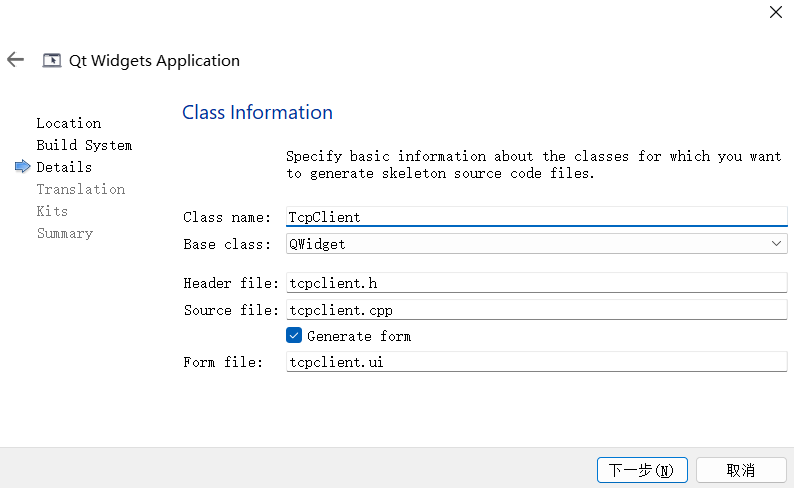 Qt Widgets Application
Location
Build System
Details
Translation
Kits
Summary
Class Information
Specify basic information about the classes for which you want
to generate skeleton source code files.
Class name: TcpClient
Base class: QWidget
Header file: tcpclient.h
Source file: tcpclient.cpp
Generate form
Form file: tcpclient.ui
下一步(N) 取消